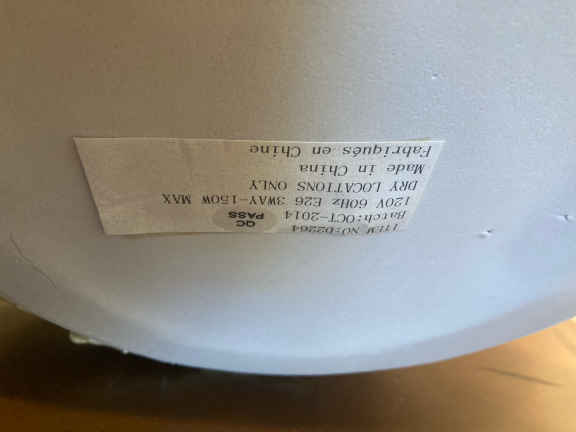 ITEM NO:D2264
Batch:OCT-2014
QC
PASS
120V 60Hz E26 3WAY-150W MAX
DRY LOCATIONS ONLY
Made in China
Fabriqués en Chine